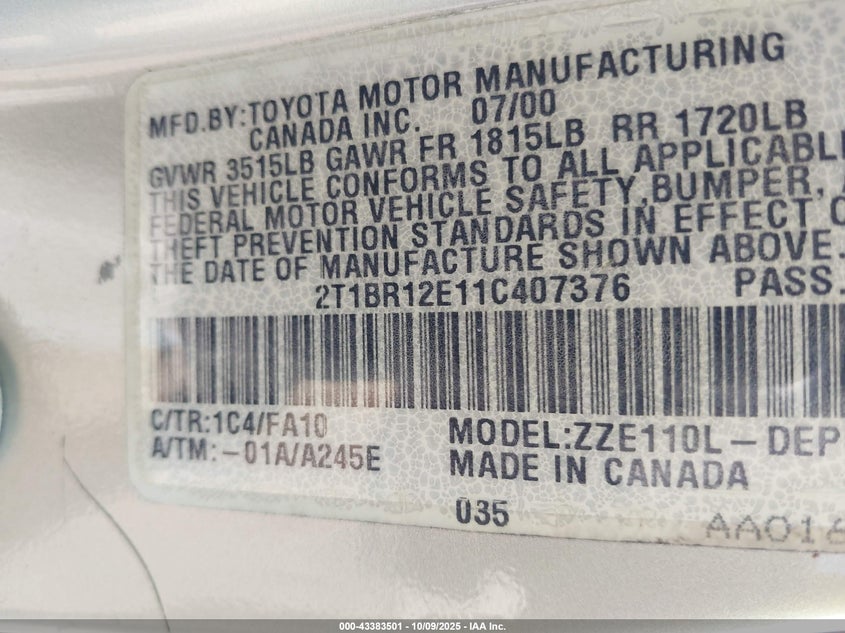 MFD.BY:TOYOTA MOTOR MANUFACTURING
CANADA INC. 07/00
GVWR 3515LB GAWR FR 1815LB RR 1720LB
THIS VEHICLE CONFORMS TO ALL APPLICABLE
FEDERAL MOTOR VEHICLE SAFETY,BUMPER,
THEFT PREVENTION STANDARDS IN EFFECT
THE DATE OF MANUFACTURE SHOWN ABOVE.
2T1BR12E11C407376 PASS.
C/TR:1C4/FA10
A/TM:-01A/A245E
MODEL:ZZE110L-DEP
MADE IN CANADA
035
AA016
000-43383501 - 10/09/2025 - IAA Inc.